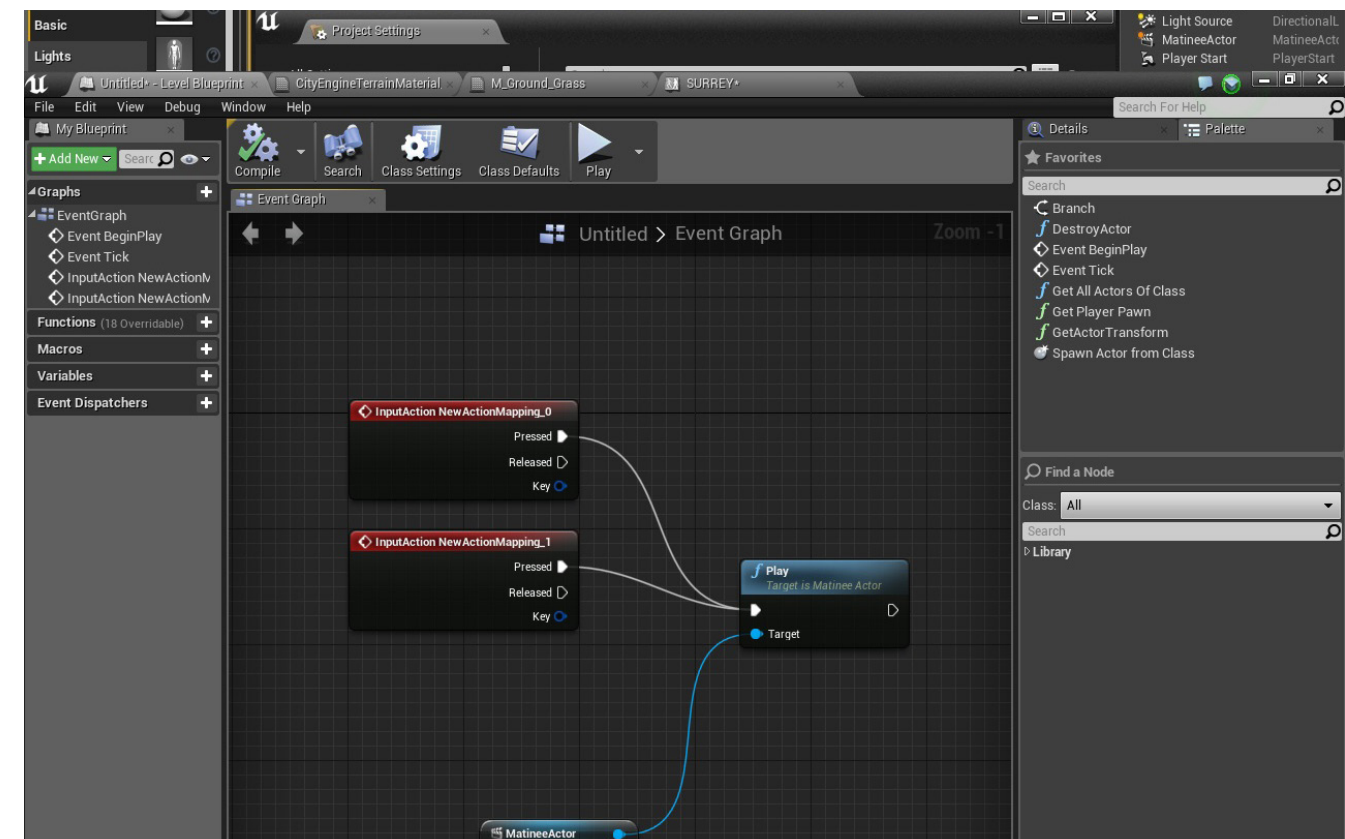 Basic
Lights
Project Settings
Light Source
MatineeActor
MatineeActo
Player Start
PlayerStart
Untitled* - Level Blueprint
CityEngineTerrainMaterial
M_Ground_Grass
SURREY*
File Edit View Debug Window Help
Search For Help
My Blueprint
Details
Palette
+ Add New
Searc
Compile
Search
Class Settings
Class Defaults
Play
Favorites
Search
Graphs
EventGraph
Event BeginPlay
Event Tick
InputAction NewActionM
InputAction NewActionM
Functions (18 Overridable)
Macros
Variables
Event Dispatchers
Event Graph
Untitled > Event Graph
Zoom -1
Branch
DestroyActor
Event BeginPlay
Event Tick
Get All Actors Of Class
Get Player Pawn
GetActorTransform
Spawn Actor from Class
InputAction NewActionMapping_0
Pressed
Released
Key
InputAction NewActionMapping_1
Pressed
Released
Key
Play
Target is Matinee Actor
Target
MatineeActor
Find a Node
Class: All
Search
Library